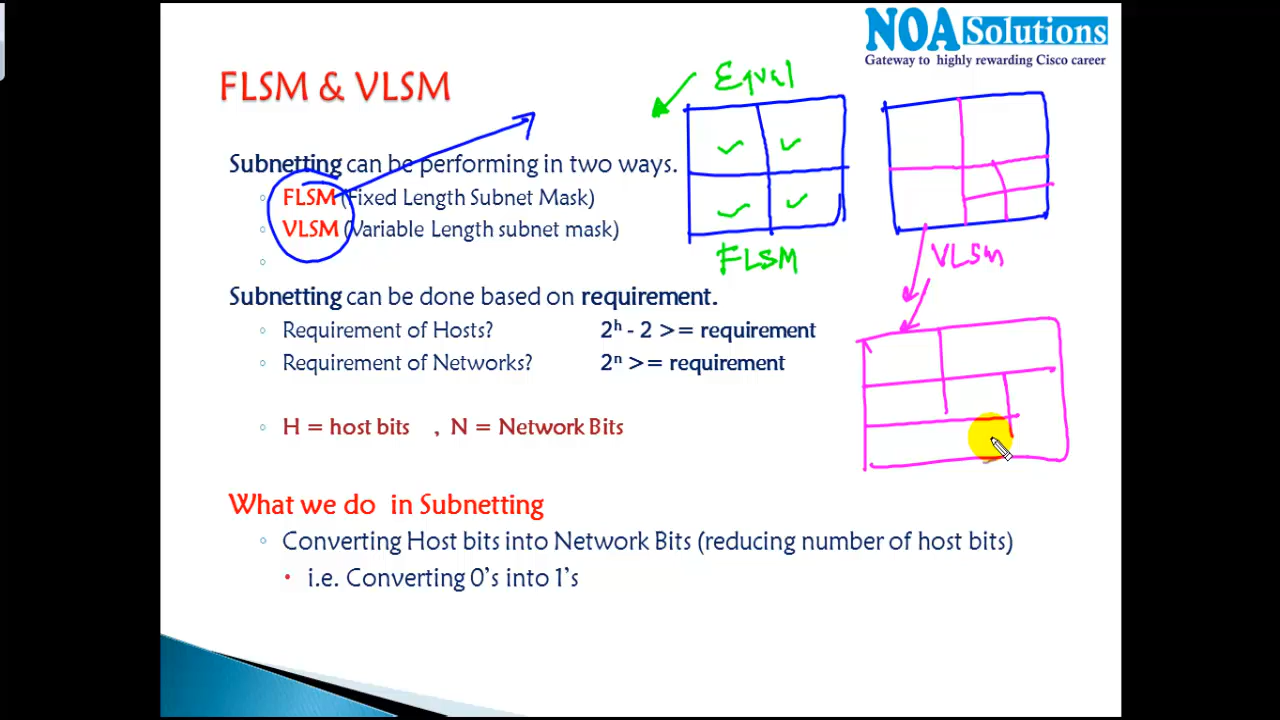 NOA Solutions
Gateway to highly rewarding Cisco career
FLSM & VLSM
Equal
Subnetting can be performing in two ways.
FLSM (Fixed Length Subnet Mask)
VLSM (Variable Length subnet mask)
FLSM
VLSm
Subnetting can be done based on requirement.
Requirement of Hosts? 2ʰ - 2 >= requirement
Requirement of Networks? 2ⁿ >= requirement
H = host bits , N = Network Bits
What we do in Subnetting
Converting Host bits into Network Bits (reducing number of host bits)
i.e. Converting 0's into 1's